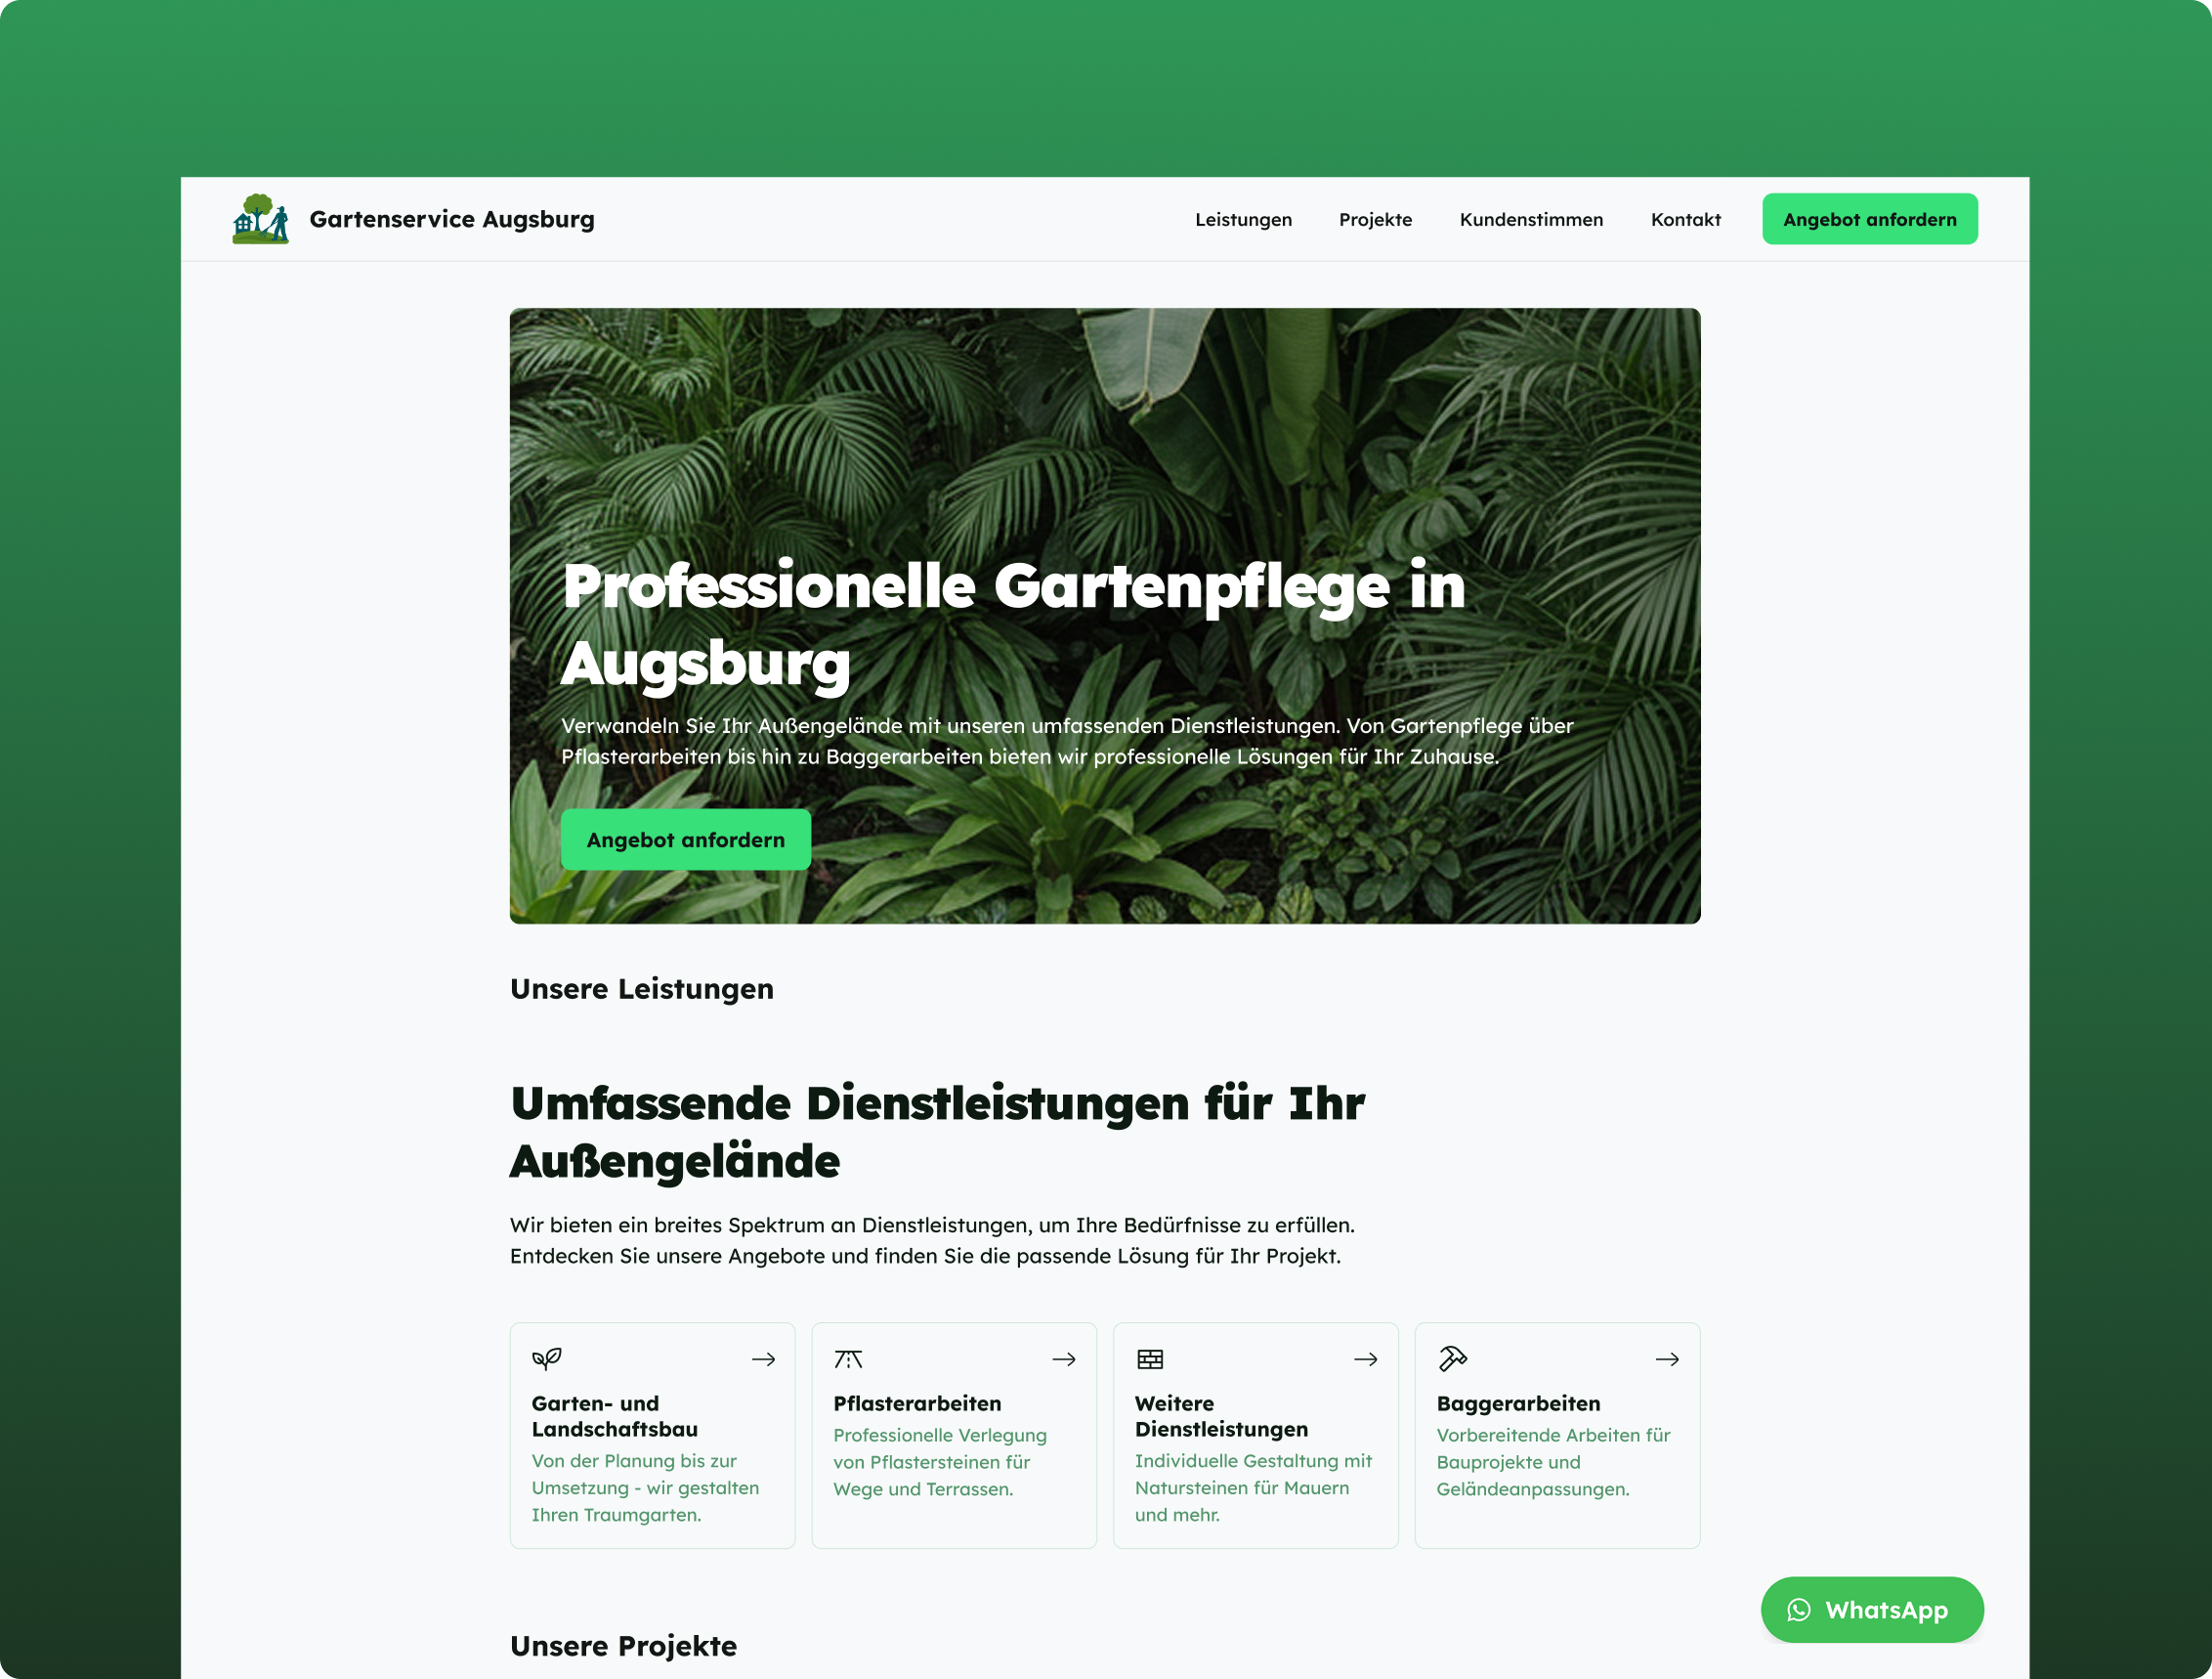 Gartenservice Augsburg
Leistungen
Projekte
Kundenstimmen
Kontakt
Angebot anfordern
Professionelle Gartenpflege in
Augsburg
Verwandeln Sie Ihr Außengelände mit unseren umfassenden Dienstleistungen. Von Gartenpflege über
Pflasterarbeiten bis hin zu Baggerarbeiten bieten wir professionelle Lösungen für Ihr Zuhause.
Angebot anfordern
Unsere Leistungen
Umfassende Dienstleistungen für Ihr
Außengelände
Wir bieten ein breites Spektrum an Dienstleistungen, um Ihre Bedürfnisse zu erfüllen.
Entdecken Sie unsere Angebote und finden Sie die passende Lösung für Ihr Projekt.
Garten- und
Landschaftsbau
Von der Planung bis zur
Umsetzung - wir gestalten
Ihren Traumgarten.
Pflasterarbeiten
Professionelle Verlegung
von Pflastersteinen für
Wege und Terrassen.
Weitere
Dienstleistungen
Individuelle Gestaltung mit
Natursteinen für Mauern
und mehr.
Baggerarbeiten
Vorbereitende Arbeiten für
Bauprojekte und
Geländeanpassungen.
WhatsApp
Unsere Projekte